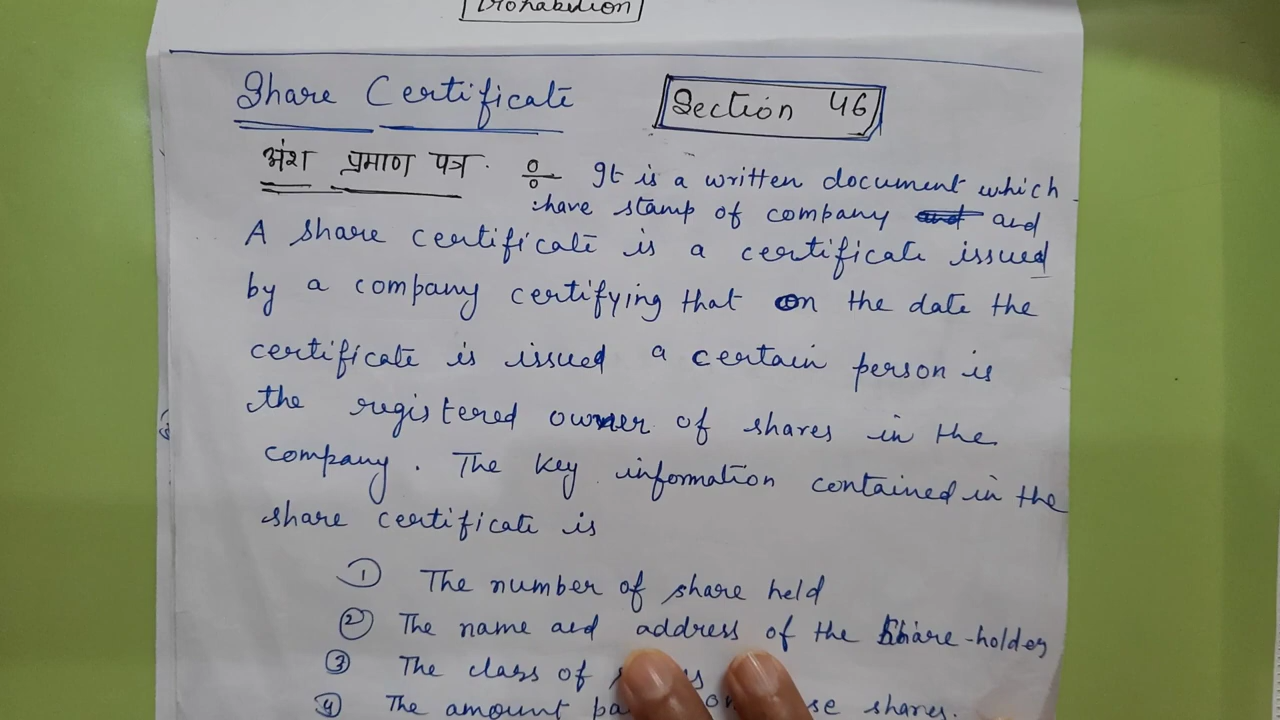 Prohabition
Share Certificate Section 46
अंश प्रमाण पत्र. ÷ It is a written document which
have stamp of company and and
A share certificate is a certificate issued
by a company certifying that on the date the
certificate is issued a certain person is
the registered owner of shares in the
company. The key information contained in the
share certificate is
① The number of share held
② The name and address of the Share-holder
③ The class of
④ The amount shares.